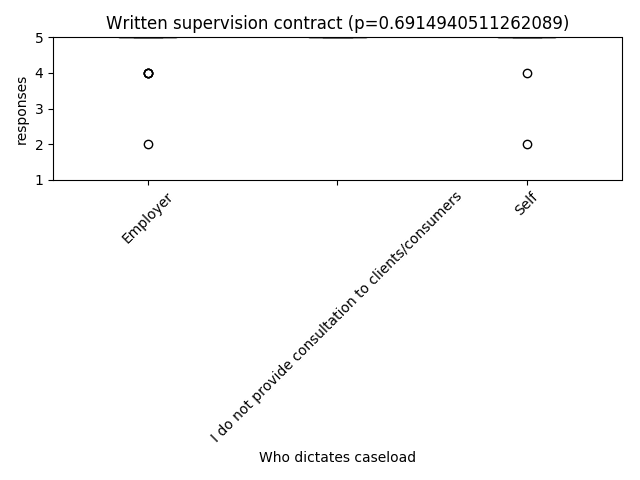 Written supervision contract (p=0.6914940511262089)
5
4
3
2
1
responses
Employer
I do not provide consultation to clients/consumers
Self
Who dictates caseload